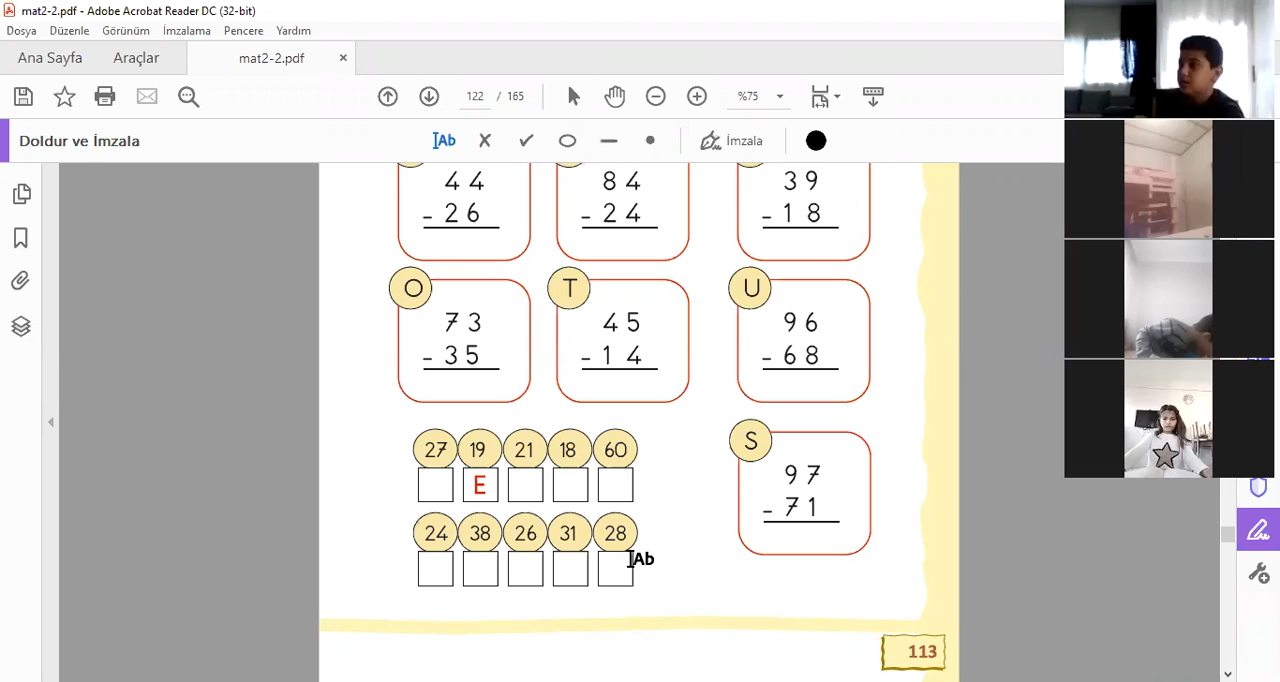 mat2-2.pdf - Adobe Acrobat Reader DC (32-bit)
Dosya Düzenle Görünüm İmzalama Pencere Yardım
Ana Sayfa Araçlar mat2-2.pdf ×
122 / 165 %75
Doldur ve İmzala Ab İmzala
44 84 39
- 26 - 24 - 18
O T U
73 45 96
- 35 - 14 - 68
S
27 19 21 18 60
97
E
- 71
24 38 26 31 28
Ab
113